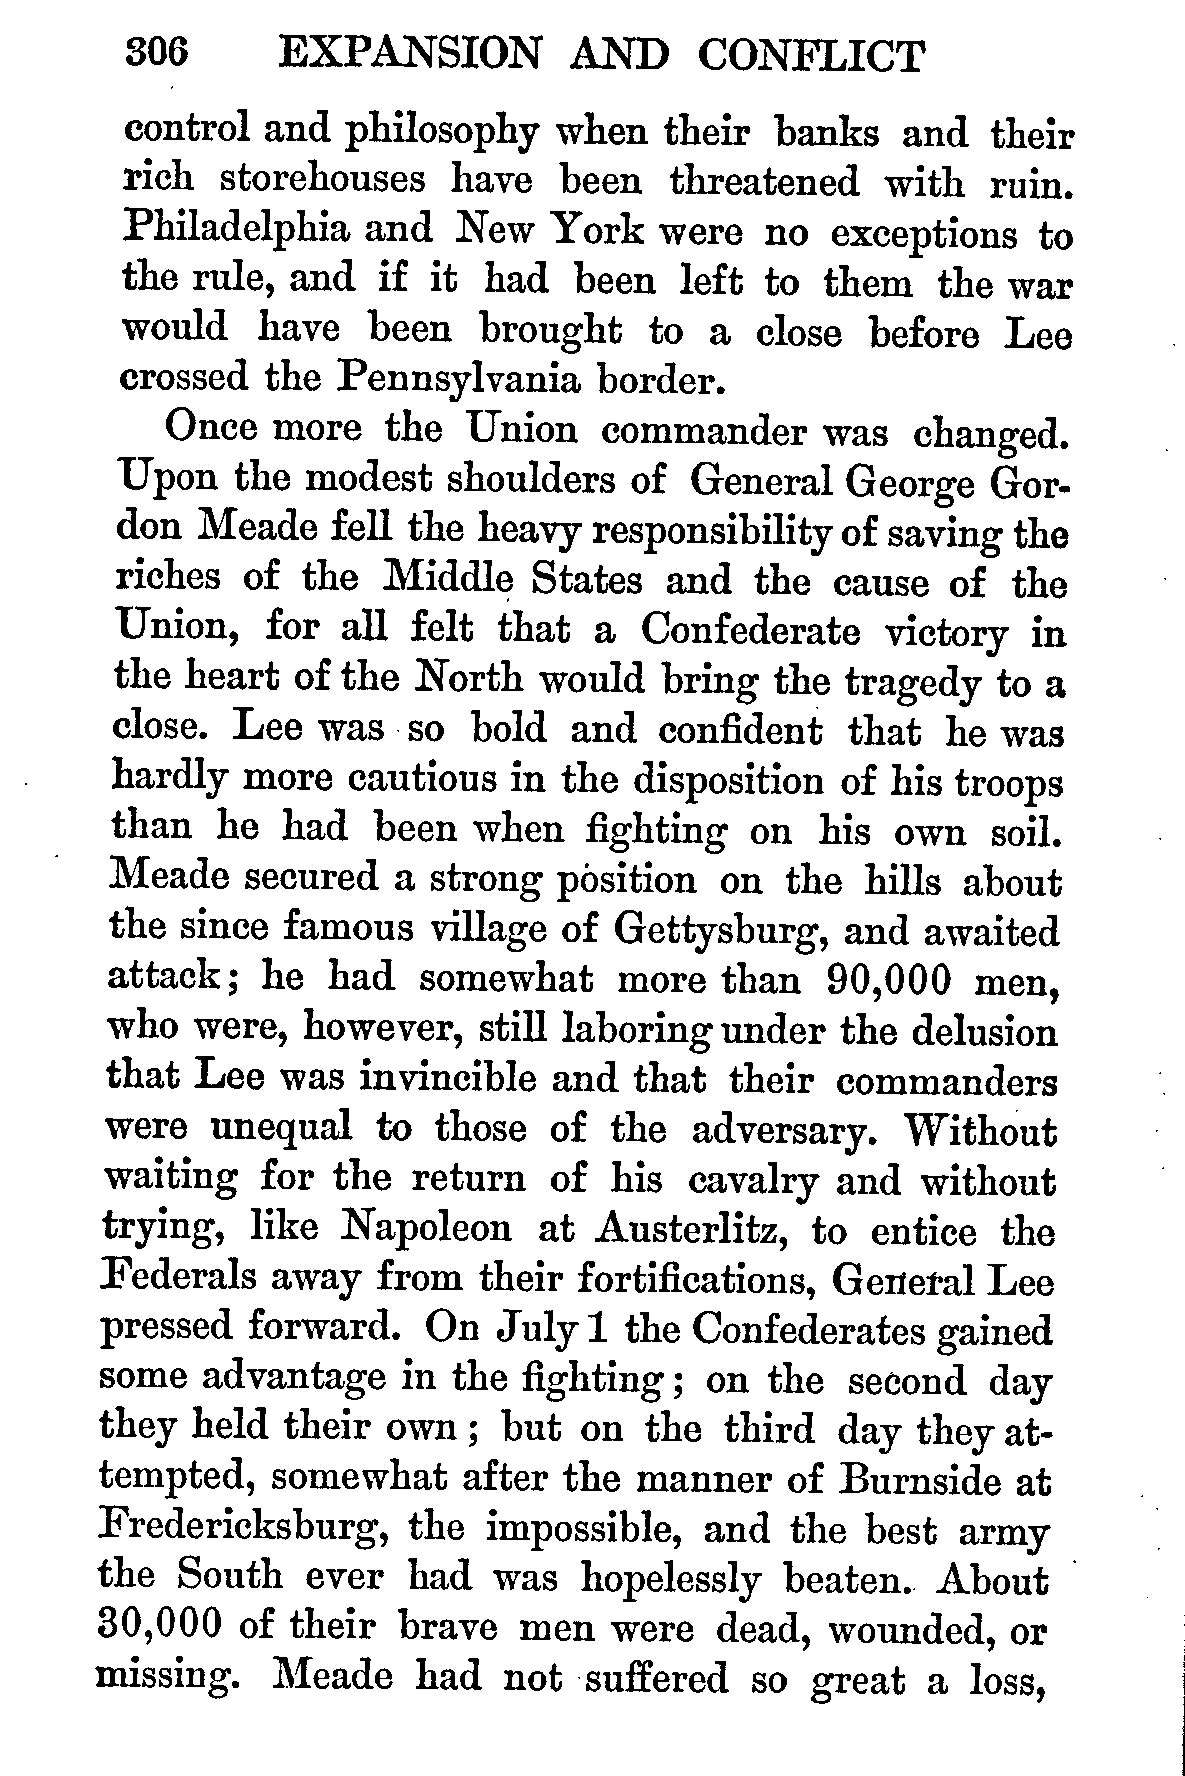 306 EXPANSION AND CONFLICT
control and philosophy when their banks and their
rich storehouses have been threatened with ruin.
Philadelphia and New York were no exceptions to
the rule, and if it had been left to them the war
would have been brought to a close before Lee
crossed the Pennsylvania border.
Once more the Union commander was changed.
Upon the modest shoulders of General George Gor-
don Meade fell the heavy responsibility of saving the
riches of the Middle States and the cause of the
Union, for all felt that a Confederate victory in
the heart of the North would bring the tragedy to a
close. Lee was so bold and confident that he was
hardly more cautious in the disposition of his troops
than he had been when fighting on his own soil.
Meade secured a strong position on the hills about
the since famous village of Gettysburg, and awaited
attack; he had somewhat more than 90,000 men,
who were, however, still laboring under the delusion
that Lee was invincible and that their commanders
were unequal to those of the adversary. Without
waiting for the return of his cavalry and without
trying, like Napoleon at Austerlitz, to entice the
Federals away from their fortifications, General Lee
pressed forward. On July 1 the Confederates gained
some advantage in the fighting; on the second day
they held their own; but on the third day they at-
tempted, somewhat after the manner of Burnside at
Fredericksburg, the impossible, and the best army
the South ever had was hopelessly beaten. About
30,000 of their brave men were dead, wounded, or
missing. Meade had not suffered so great a loss,